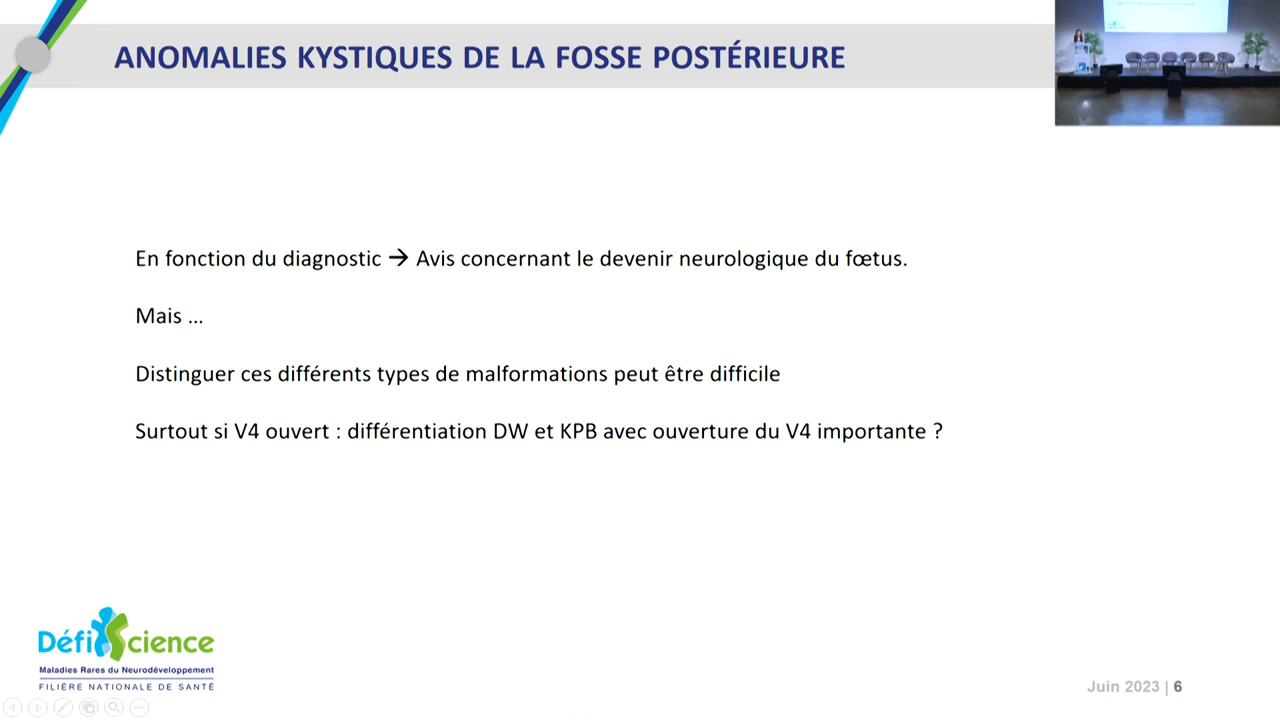 ANOMALIES KYSTIQUES DE LA FOSSE POSTÉRIEURE
En fonction du diagnostic → Avis concernant le devenir neurologique du fœtus.
Mais ...
Distinguer ces différents types de malformations peut être difficile
Surtout si V4 ouvert : différentiation DW et KPB avec ouverture du V4 importante ?
DéfiScience
Maladies Rares du Neurodéveloppement
FILIÈRE NATIONALE DE SANTÉ
Juin 2023 | 6